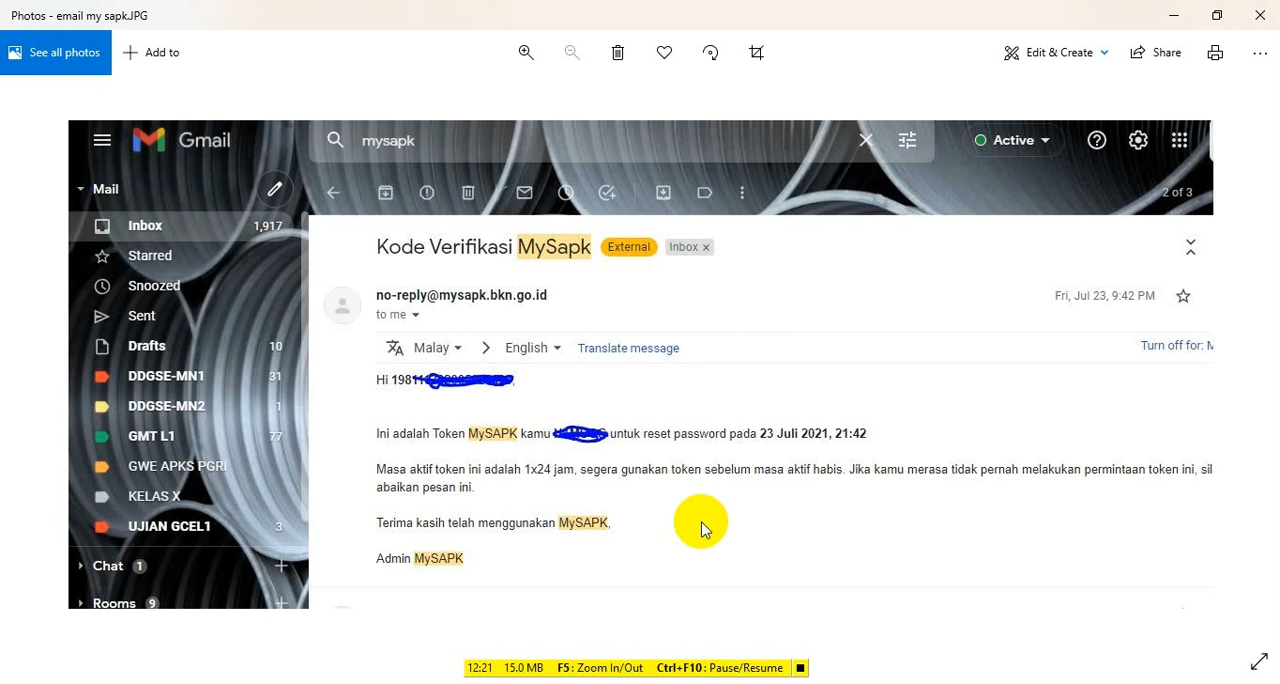 Photos - email my sapk.JPG
See all photos
Add to
Edit & Create
Share
Gmail
mysapk
Active
Mail
2 of 3
Inbox 1,917
Starred
Snoozed
Sent
Drafts 10
DDGSE-MN1 31
DDGSE-MN2 1
GMT L1 77
GWE APKS PGRI
KELAS X
UJIAN GCEL1 3
Chat 1
Rooms 9
Kode Verifikasi MySapk External Inbox x
no-reply@mysapk.bkn.go.id Fri, Jul 23, 9:42 PM
to me
Malay > English Translate message Turn off for: M
Hi 1981
Ini adalah Token MySAPK kamu untuk reset password pada 23 Juli 2021, 21:42
Masa aktif token ini adalah 1x24 jam, segera gunakan token sebelum masa aktif habis. Jika kamu merasa tidak pernah melakukan permintaan token ini, sil
abaikan pesan ini.
Terima kasih telah menggunakan MySAPK,
Admin MySAPK
12:21 15.0 MB F5: Zoom In/Out Ctrl+F10: Pause/Resume